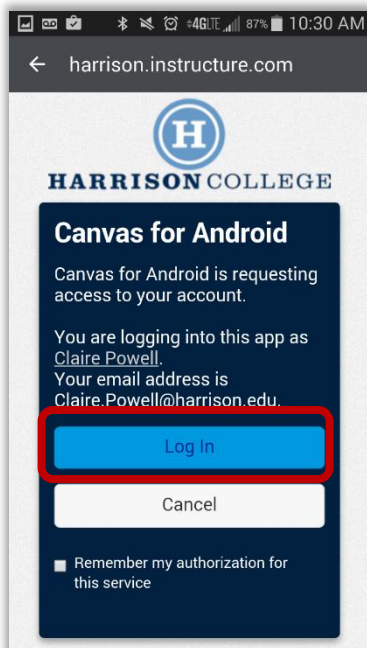 4G LTE 87% 10:30 AM
harrison.instructure.com
H
HARRISON COLLEGE
Canvas for Android
Canvas for Android is requesting
access to your account.
You are logging into this app as
Claire Powell.
Your email address is
Claire.Powell@harrison.edu.
Log In
Cancel
Remember my authorization for
this service